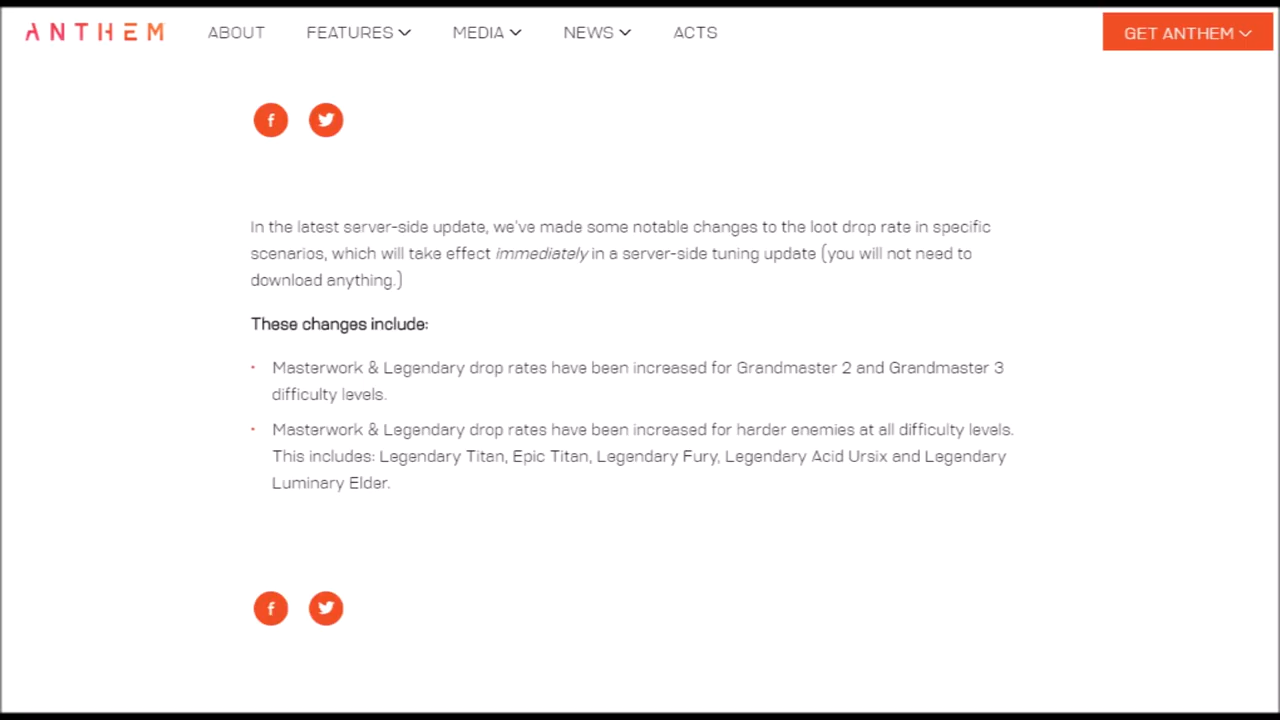 ANTHEM ABOUT FEATURES MEDIA NEWS ACTS GET ANTHEM
In the latest server-side update, we've made some notable changes to the loot drop rate in specific
scenarios, which will take effect immediately in a server-side tuning update (you will not need to
download anything.)
These changes include:
• Masterwork & Legendary drop rates have been increased for Grandmaster 2 and Grandmaster 3
difficulty levels.
• Masterwork & Legendary drop rates have been increased for harder enemies at all difficulty levels.
This includes: Legendary Titan, Epic Titan, Legendary Fury, Legendary Acid Ursix and Legendary
Luminary Elder.